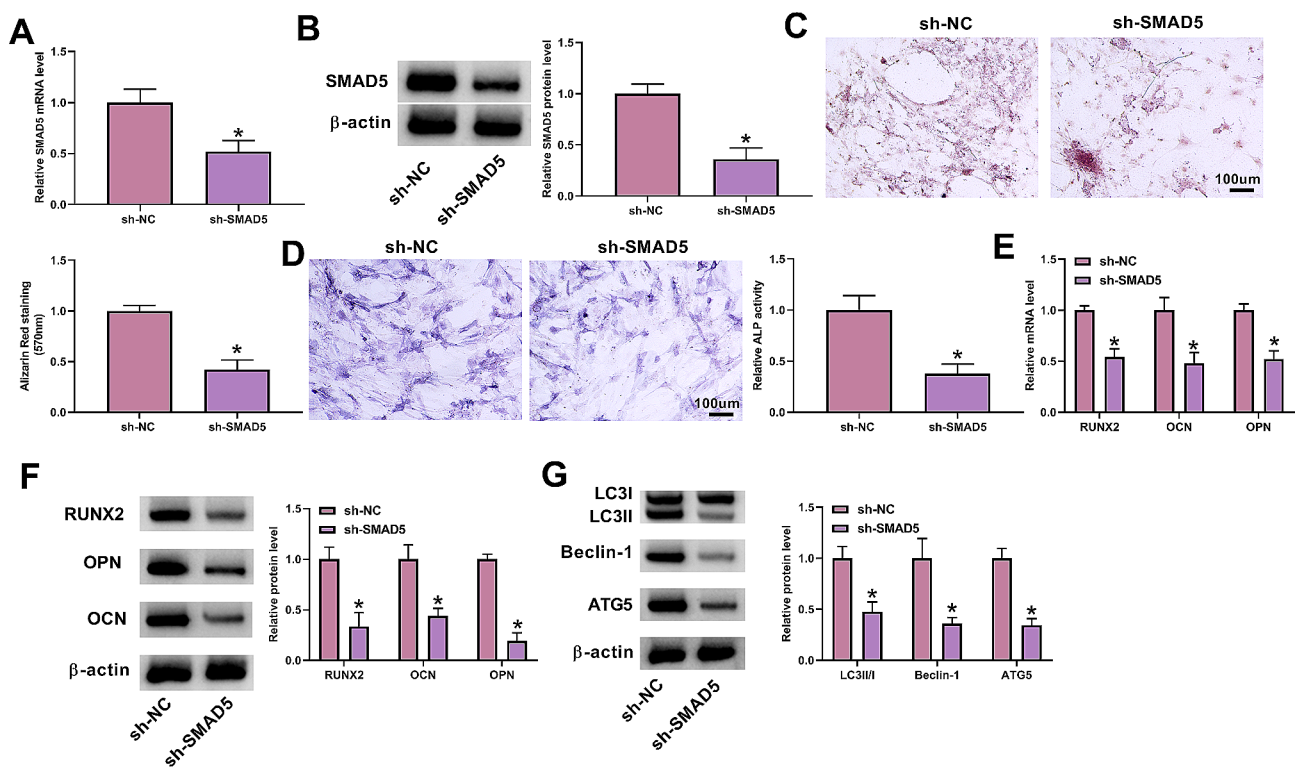 A
Relative SMAD5 mRNA level
1.5
1.0
0.5
0.0
sh-NC
sh-SMAD5
*
B
SMAD5
β-actin
sh-NC
sh-SMAD5
Relative SMAD5 protein level
1.5
1.0
0.5
0.0
sh-NC
sh-SMAD5
*
C
sh-NC
sh-SMAD5
100um
Alizarin Red staining
(570nm)
1.5
1.0
0.5
0.0
sh-NC
sh-SMAD5
*
D
sh-NC
sh-SMAD5
100um
Relative ALP activity
1.5
1.0
0.5
0.0
sh-NC
sh-SMAD5
*
E
Relative mRNA level
1.5
1.0
0.5
0.0
sh-NC
sh-SMAD5
* * *
RUNX2 OCN OPN
F
RUNX2
OPN
OCN
β-actin
sh-NC
sh-SMAD5
Relative protein level
1.5
1.0
0.5
0.0
sh-NC
sh-SMAD5
* * *
RUNX2 OCN OPN
G
LC3I
LC3II
Beclin-1
ATG5
β-actin
sh-NC
sh-SMAD5
Relative protein level
1.5
1.0
0.5
0.0
sh-NC
sh-SMAD5
* * *
LC3II/I Beclin-1 ATG5